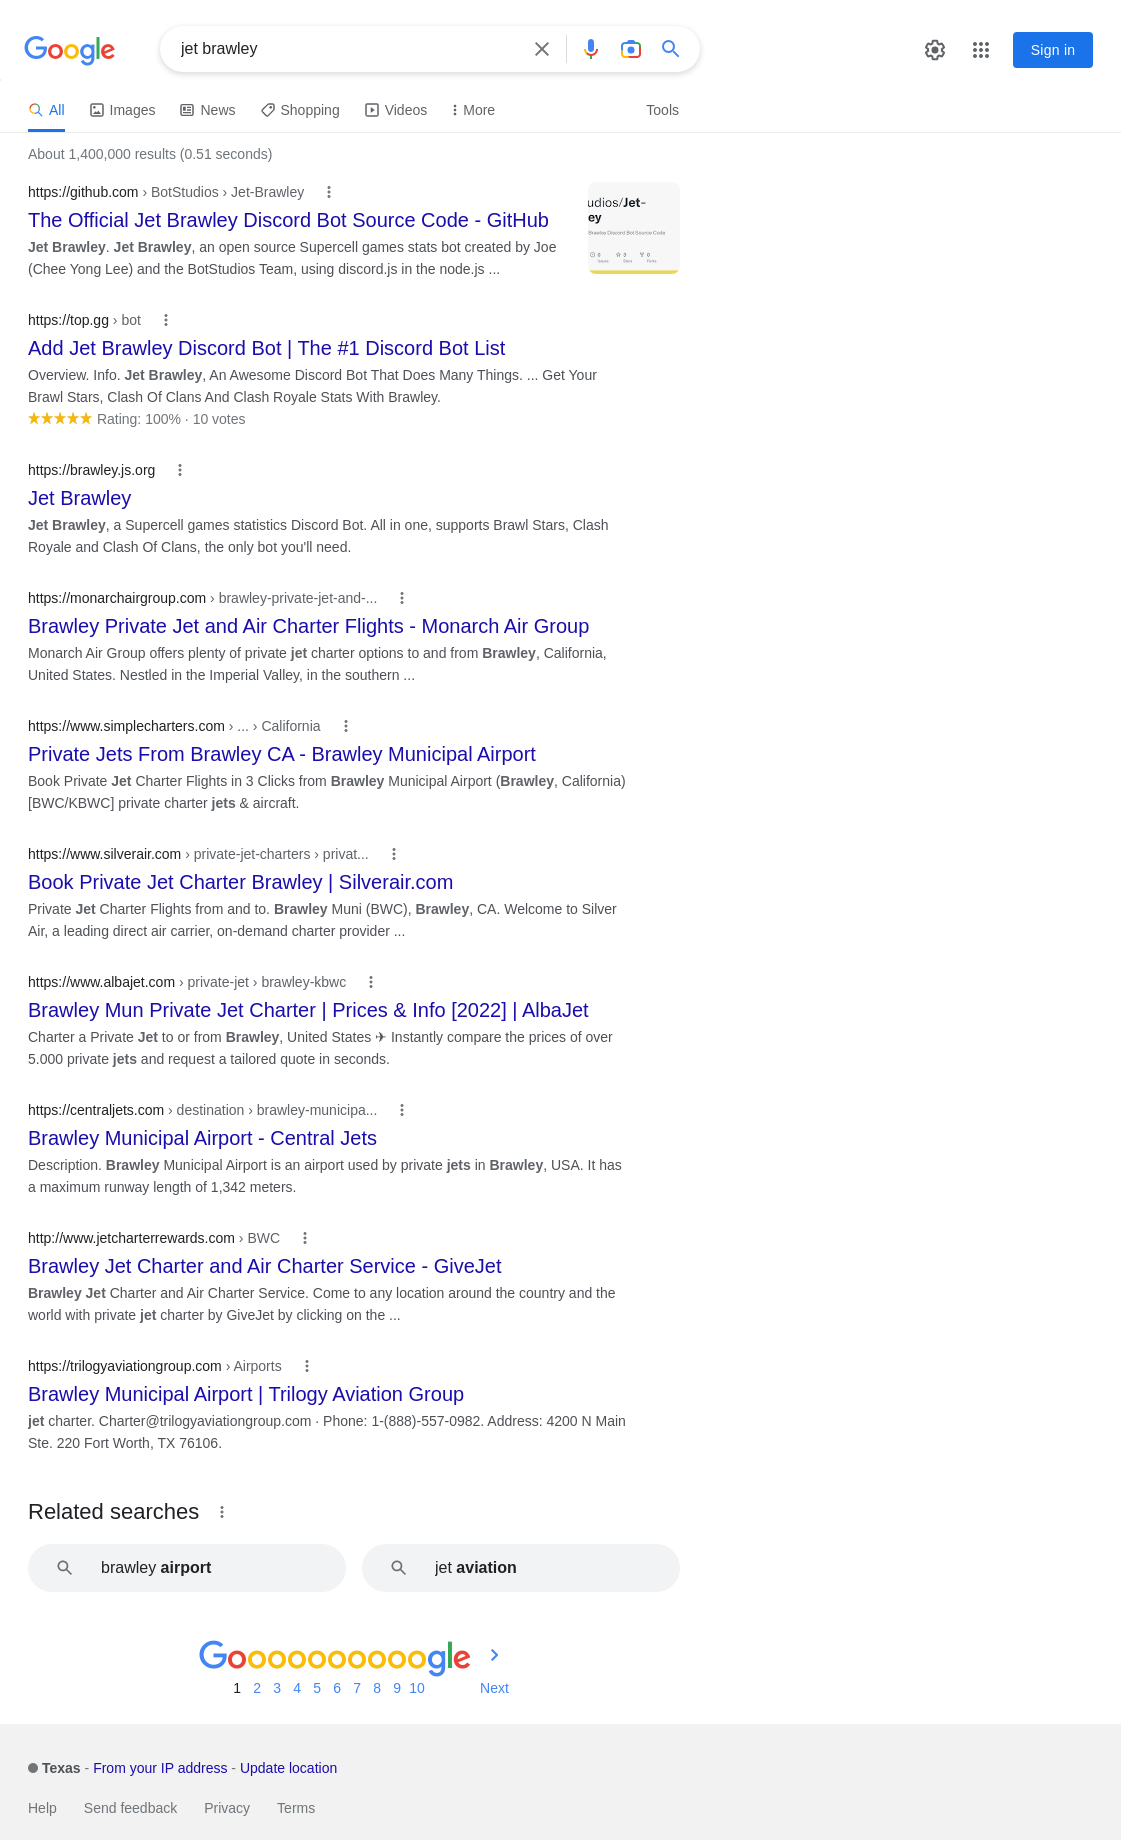 Google
jet brawley
Sign in
All
Images
News
Shopping
Videos
More
Tools
About 1,400,000 results (0.51 seconds)
https://github.com › BotStudios › Jet-Brawley
The Official Jet Brawley Discord Bot Source Code - GitHub
Jet Brawley. Jet Brawley, an open source Supercell games stats bot created by Joe
(Chee Yong Lee) and the BotStudios Team, using discord.js in the node.js ...
udios/Jet-
ey
Brawley Discord Bot Source Code
0 3 0
Issues Stars Forks
https://top.gg › bot
Add Jet Brawley Discord Bot | The #1 Discord Bot List
Overview. Info. Jet Brawley, An Awesome Discord Bot That Does Many Things. ... Get Your
Brawl Stars, Clash Of Clans And Clash Royale Stats With Brawley.
Rating: 100% · 10 votes
https://brawley.js.org
Jet Brawley
Jet Brawley, a Supercell games statistics Discord Bot. All in one, supports Brawl Stars, Clash
Royale and Clash Of Clans, the only bot you'll need.
https://monarchairgroup.com › brawley-private-jet-and-...
Brawley Private Jet and Air Charter Flights - Monarch Air Group
Monarch Air Group offers plenty of private jet charter options to and from Brawley, California,
United States. Nestled in the Imperial Valley, in the southern ...
https://www.simplecharters.com › ... › California
Private Jets From Brawley CA - Brawley Municipal Airport
Book Private Jet Charter Flights in 3 Clicks from Brawley Municipal Airport (Brawley, California)
[BWC/KBWC] private charter jets & aircraft.
https://www.silverair.com › private-jet-charters › privat...
Book Private Jet Charter Brawley | Silverair.com
Private Jet Charter Flights from and to. Brawley Muni (BWC), Brawley, CA. Welcome to Silver
Air, a leading direct air carrier, on-demand charter provider ...
https://www.albajet.com › private-jet › brawley-kbwc
Brawley Mun Private Jet Charter | Prices & Info [2022] | AlbaJet
Charter a Private Jet to or from Brawley, United States ✈ Instantly compare the prices of over
5.000 private jets and request a tailored quote in seconds.
https://centraljets.com › destination › brawley-municipa...
Brawley Municipal Airport - Central Jets
Description. Brawley Municipal Airport is an airport used by private jets in Brawley, USA. It has
a maximum runway length of 1,342 meters.
http://www.jetcharterrewards.com › BWC
Brawley Jet Charter and Air Charter Service - GiveJet
Brawley Jet Charter and Air Charter Service. Come to any location around the country and the
world with private jet charter by GiveJet by clicking on the ...
https://trilogyaviationgroup.com › Airports
Brawley Municipal Airport | Trilogy Aviation Group
jet charter. Charter@trilogyaviationgroup.com · Phone: 1-(888)-557-0982. Address: 4200 N Main
Ste. 220 Fort Worth, TX 76106.
Related searches
brawley airport
jet aviation
Goooooooooogle
1 2 3 4 5 6 7 8 9 10 Next
Texas - From your IP address - Update location
Help Send feedback Privacy Terms